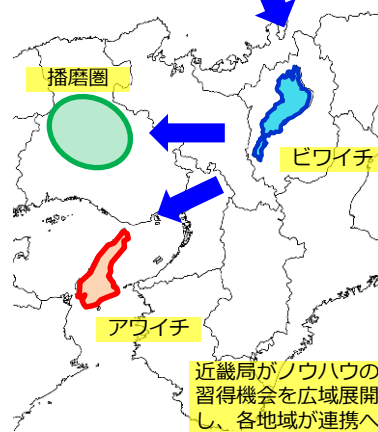 播磨圏
ビワイチ
アワイチ
近畿局がノウハウの
習得機会を広域展開
し、各地域が連携へ